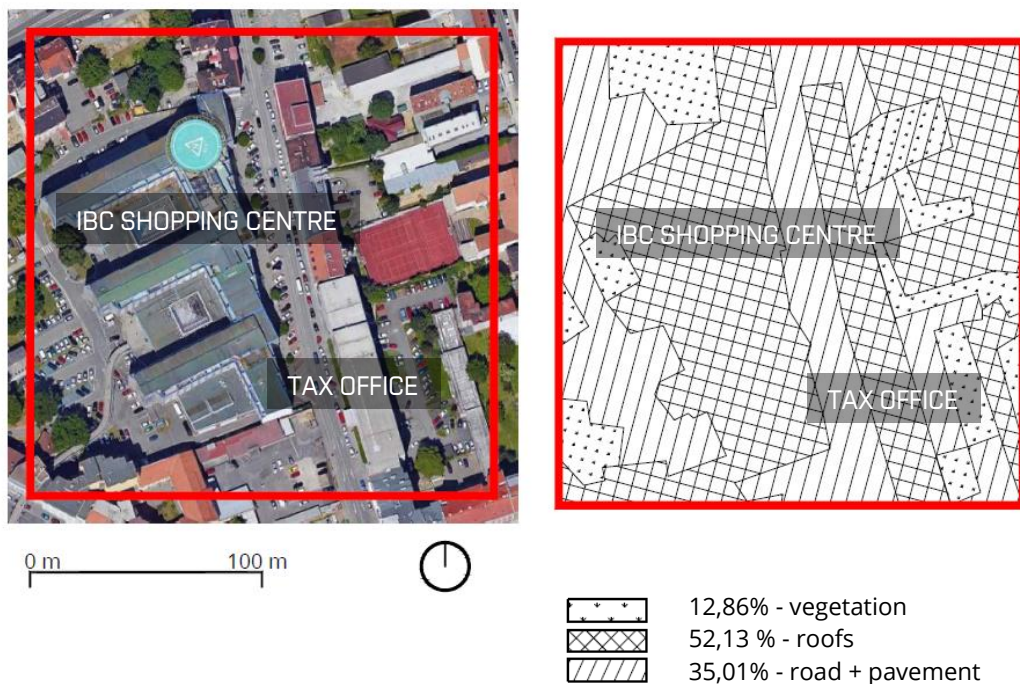 IBC SHOPPING CENTRE
TAX OFFICE
IBC SHOPPING CENTRE
TAX OFFICE
0 m 100 m
12,86% - vegetation
52,13 % - roofs
35,01% - road + pavement